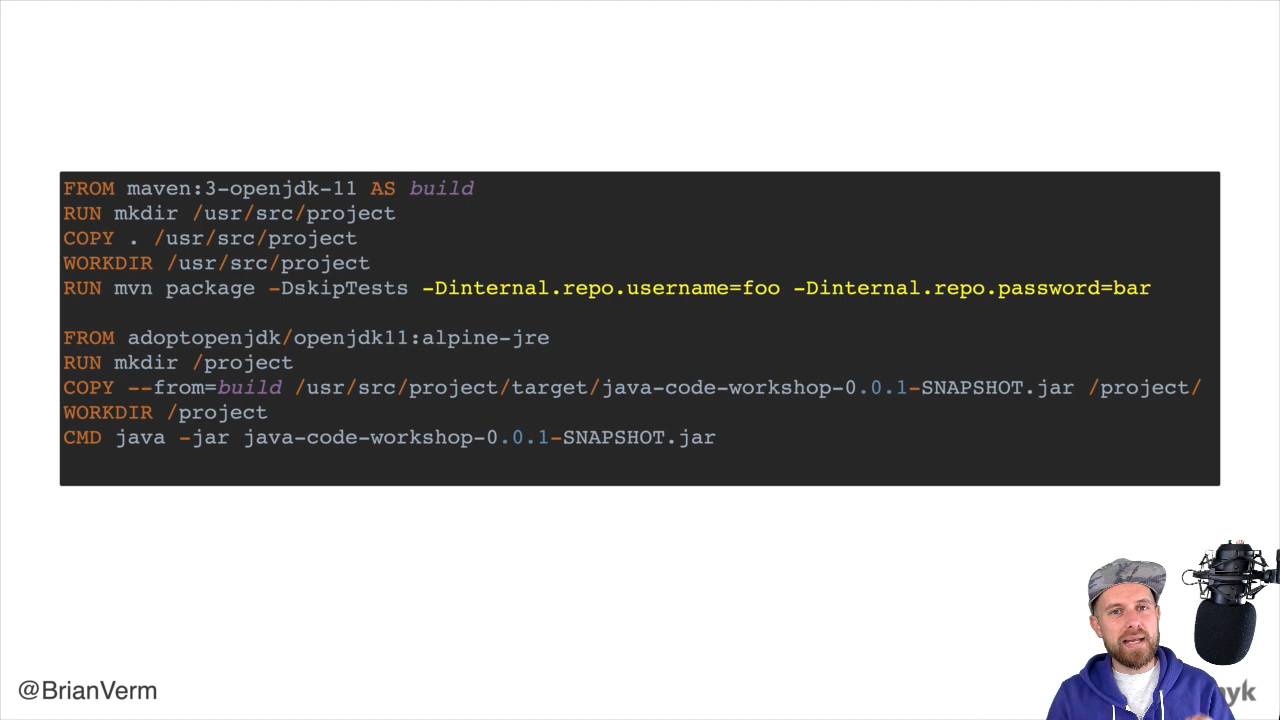 FROM maven:3-openjdk-11 AS build
RUN mkdir /usr/src/project
COPY . /usr/src/project
WORKDIR /usr/src/project
RUN mvn package -DskipTests -Dinternal.repo.username=foo -Dinternal.repo.password=bar
FROM adoptopenjdk/openjdk11:alpine-jre
RUN mkdir /project
COPY --from=build /usr/src/project/target/java-code-workshop-0.0.1-SNAPSHOT.jar /project/
WORKDIR /project
CMD java -jar java-code-workshop-0.0.1-SNAPSHOT.jar
@BrianVerm